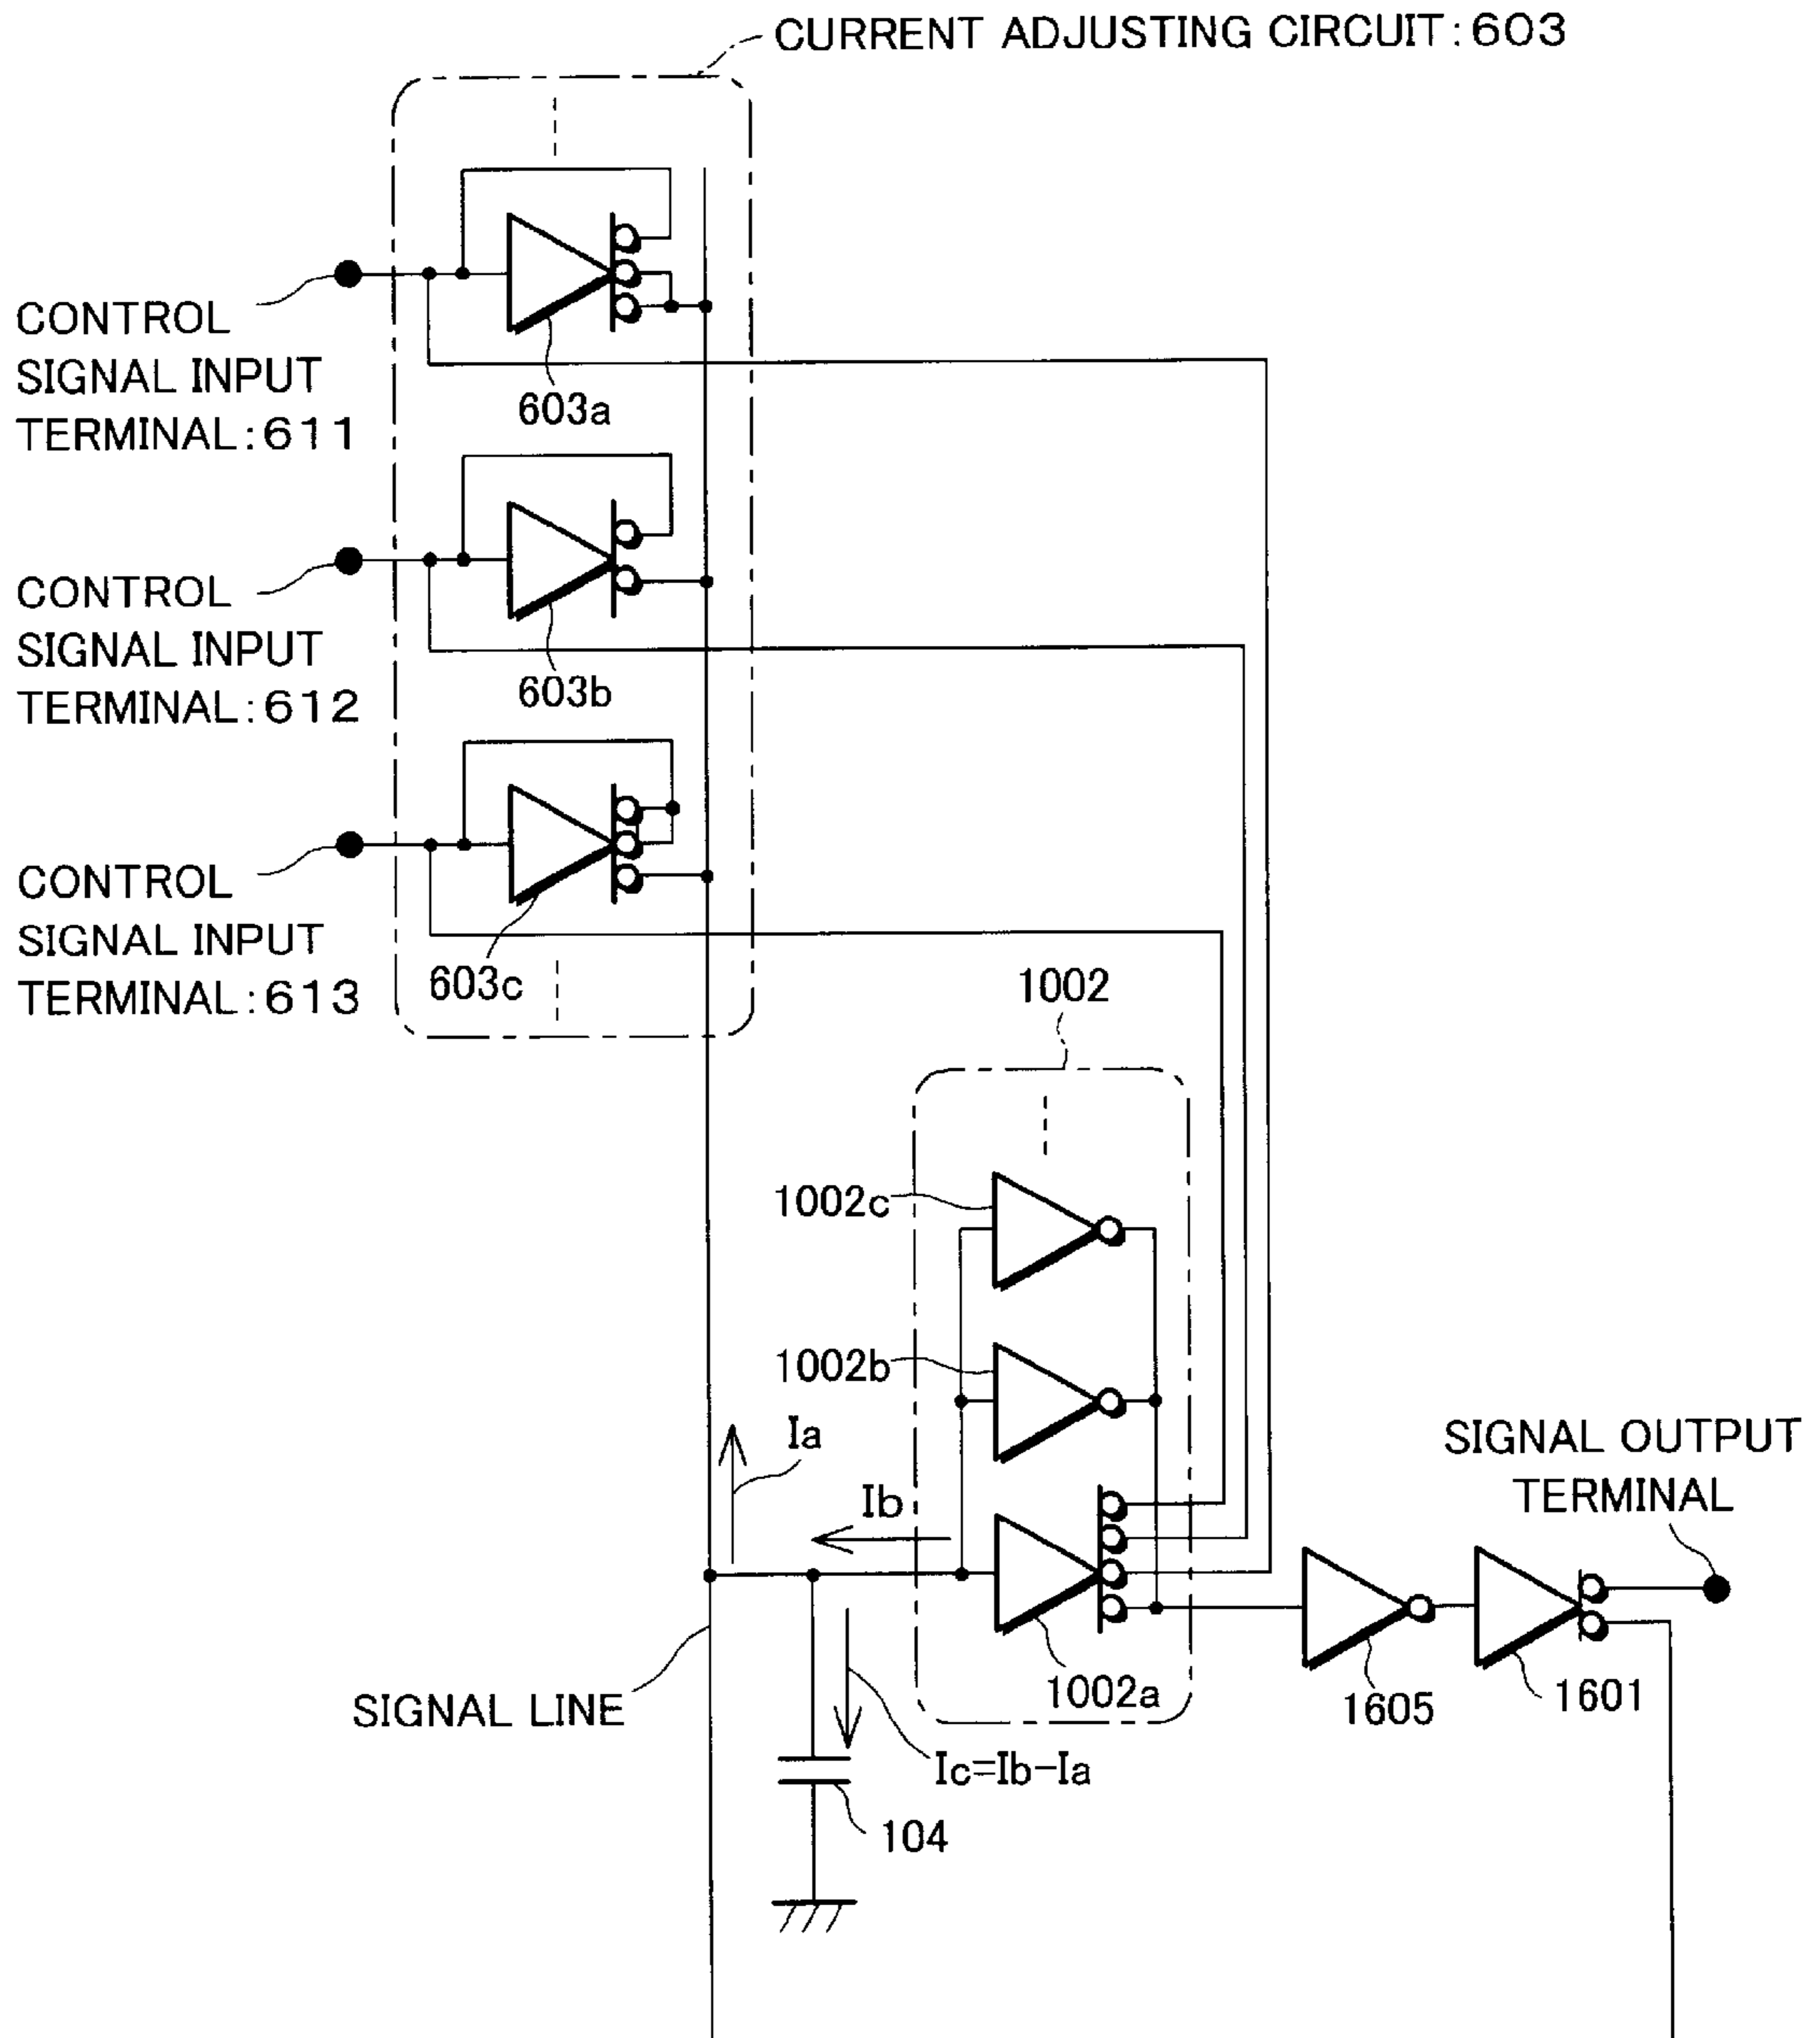 CURRENT ADJUSTING CIRCUIT:603
CONTROL
SIGNAL INPUT
TERMINAL:611
603a
CONTROL
SIGNAL INPUT
TERMINAL:612
603b
CONTROL
SIGNAL INPUT
TERMINAL:613
603c
1002
1002c
1002b
Ia
Ib
SIGNAL OUTPUT
TERMINAL
SIGNAL LINE
1002a
1605
1601
Ic=Ib-Ia
104